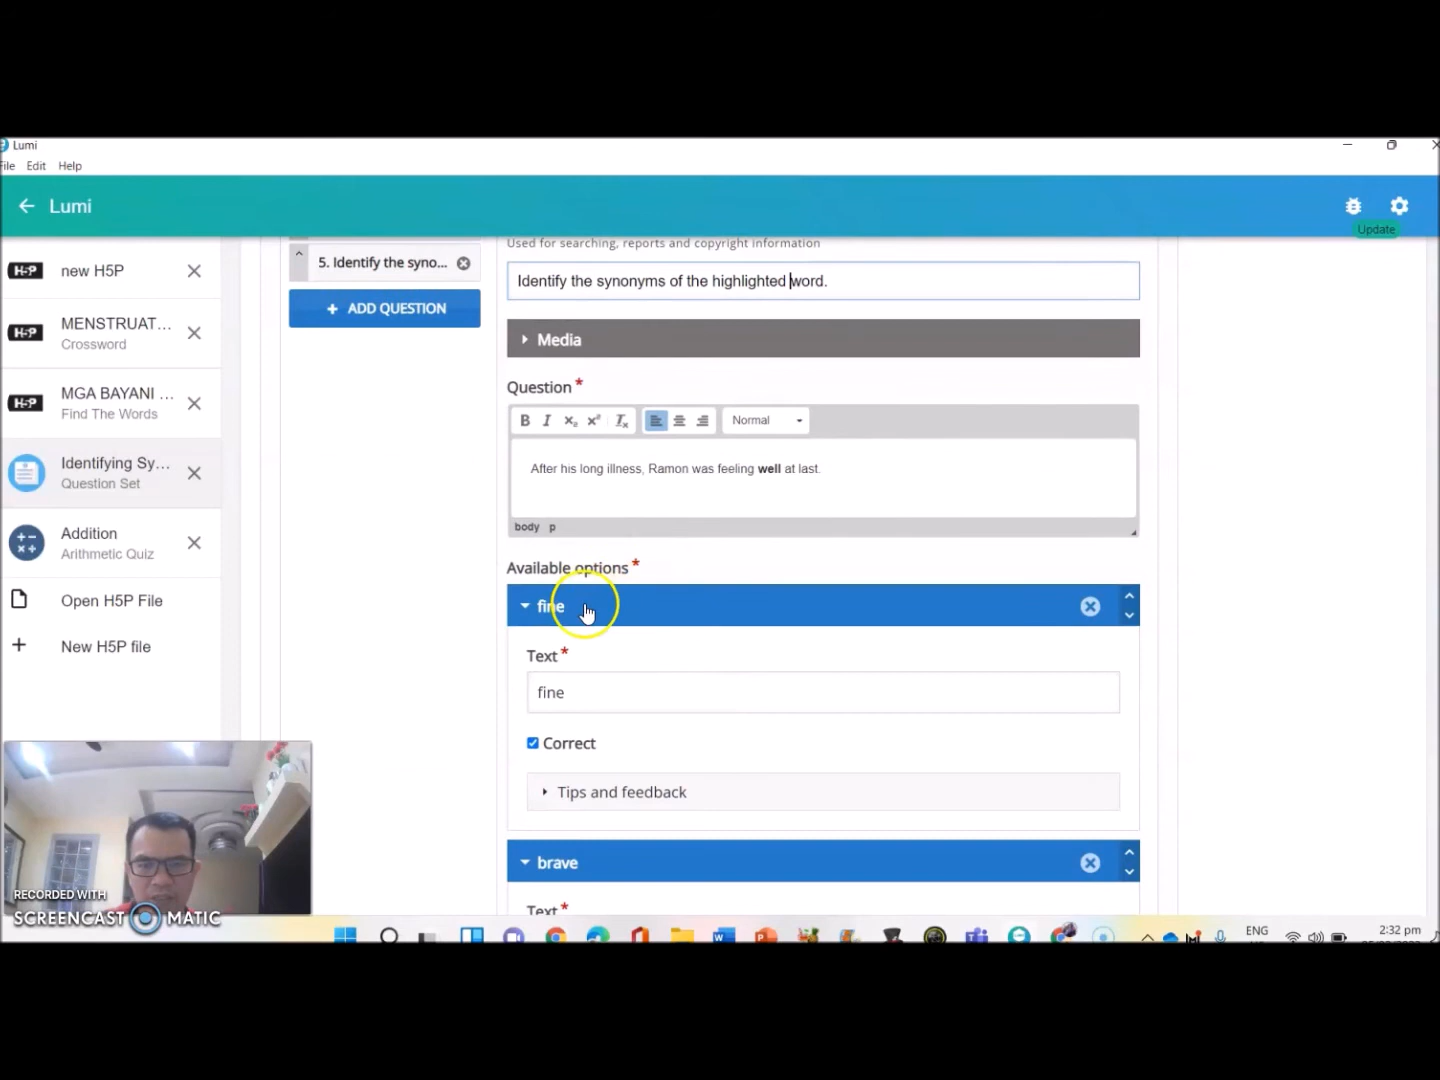 Lumi
File Edit Help
Lumi
Update
new H5P
MENSTRUAT...
Crossword
MGA BAYANI ...
Find The Words
Identifying Sy...
Question Set
Addition
Arithmetic Quiz
Open H5P File
New H5P file
5. Identify the syno...
ADD QUESTION
Used for searching, reports and copyright information
Identify the synonyms of the highlighted word.
Media
Question *
B I x₂ x² Tx Normal
After his long illness, Ramon was feeling well at last.
body p
Available options *
fine
Text *
fine
Correct
Tips and feedback
brave
Text *
RECORDED WITH
SCREENCAST MATIC
ENG
2:32 pm